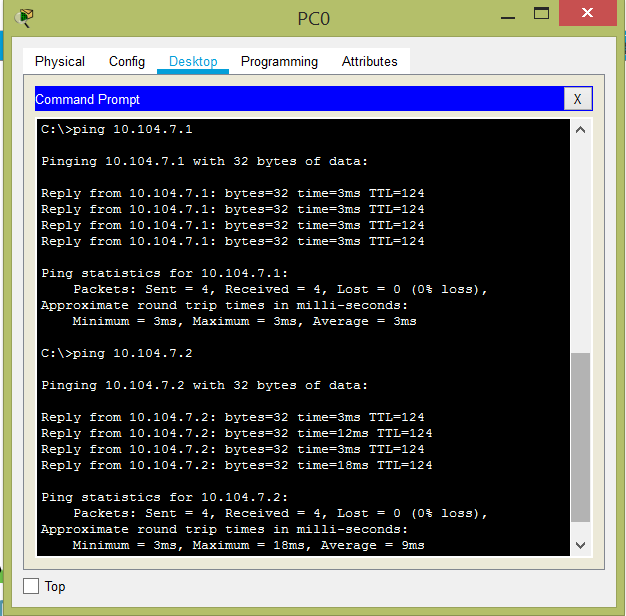 PC0
Physical Config Desktop Programming Attributes
Command Prompt
X
C:\>ping 10.104.7.1
Pinging 10.104.7.1 with 32 bytes of data:
Reply from 10.104.7.1: bytes=32 time=3ms TTL=124
Reply from 10.104.7.1: bytes=32 time=3ms TTL=124
Reply from 10.104.7.1: bytes=32 time=3ms TTL=124
Reply from 10.104.7.1: bytes=32 time=3ms TTL=124
Ping statistics for 10.104.7.1:
Packets: Sent = 4, Received = 4, Lost = 0 (0% loss),
Approximate round trip times in milli-seconds:
Minimum = 3ms, Maximum = 3ms, Average = 3ms
C:\>ping 10.104.7.2
Pinging 10.104.7.2 with 32 bytes of data:
Reply from 10.104.7.2: bytes=32 time=3ms TTL=124
Reply from 10.104.7.2: bytes=32 time=12ms TTL=124
Reply from 10.104.7.2: bytes=32 time=3ms TTL=124
Reply from 10.104.7.2: bytes=32 time=18ms TTL=124
Ping statistics for 10.104.7.2:
Packets: Sent = 4, Received = 4, Lost = 0 (0% loss),
Approximate round trip times in milli-seconds:
Minimum = 3ms, Maximum = 18ms, Average = 9ms
Top